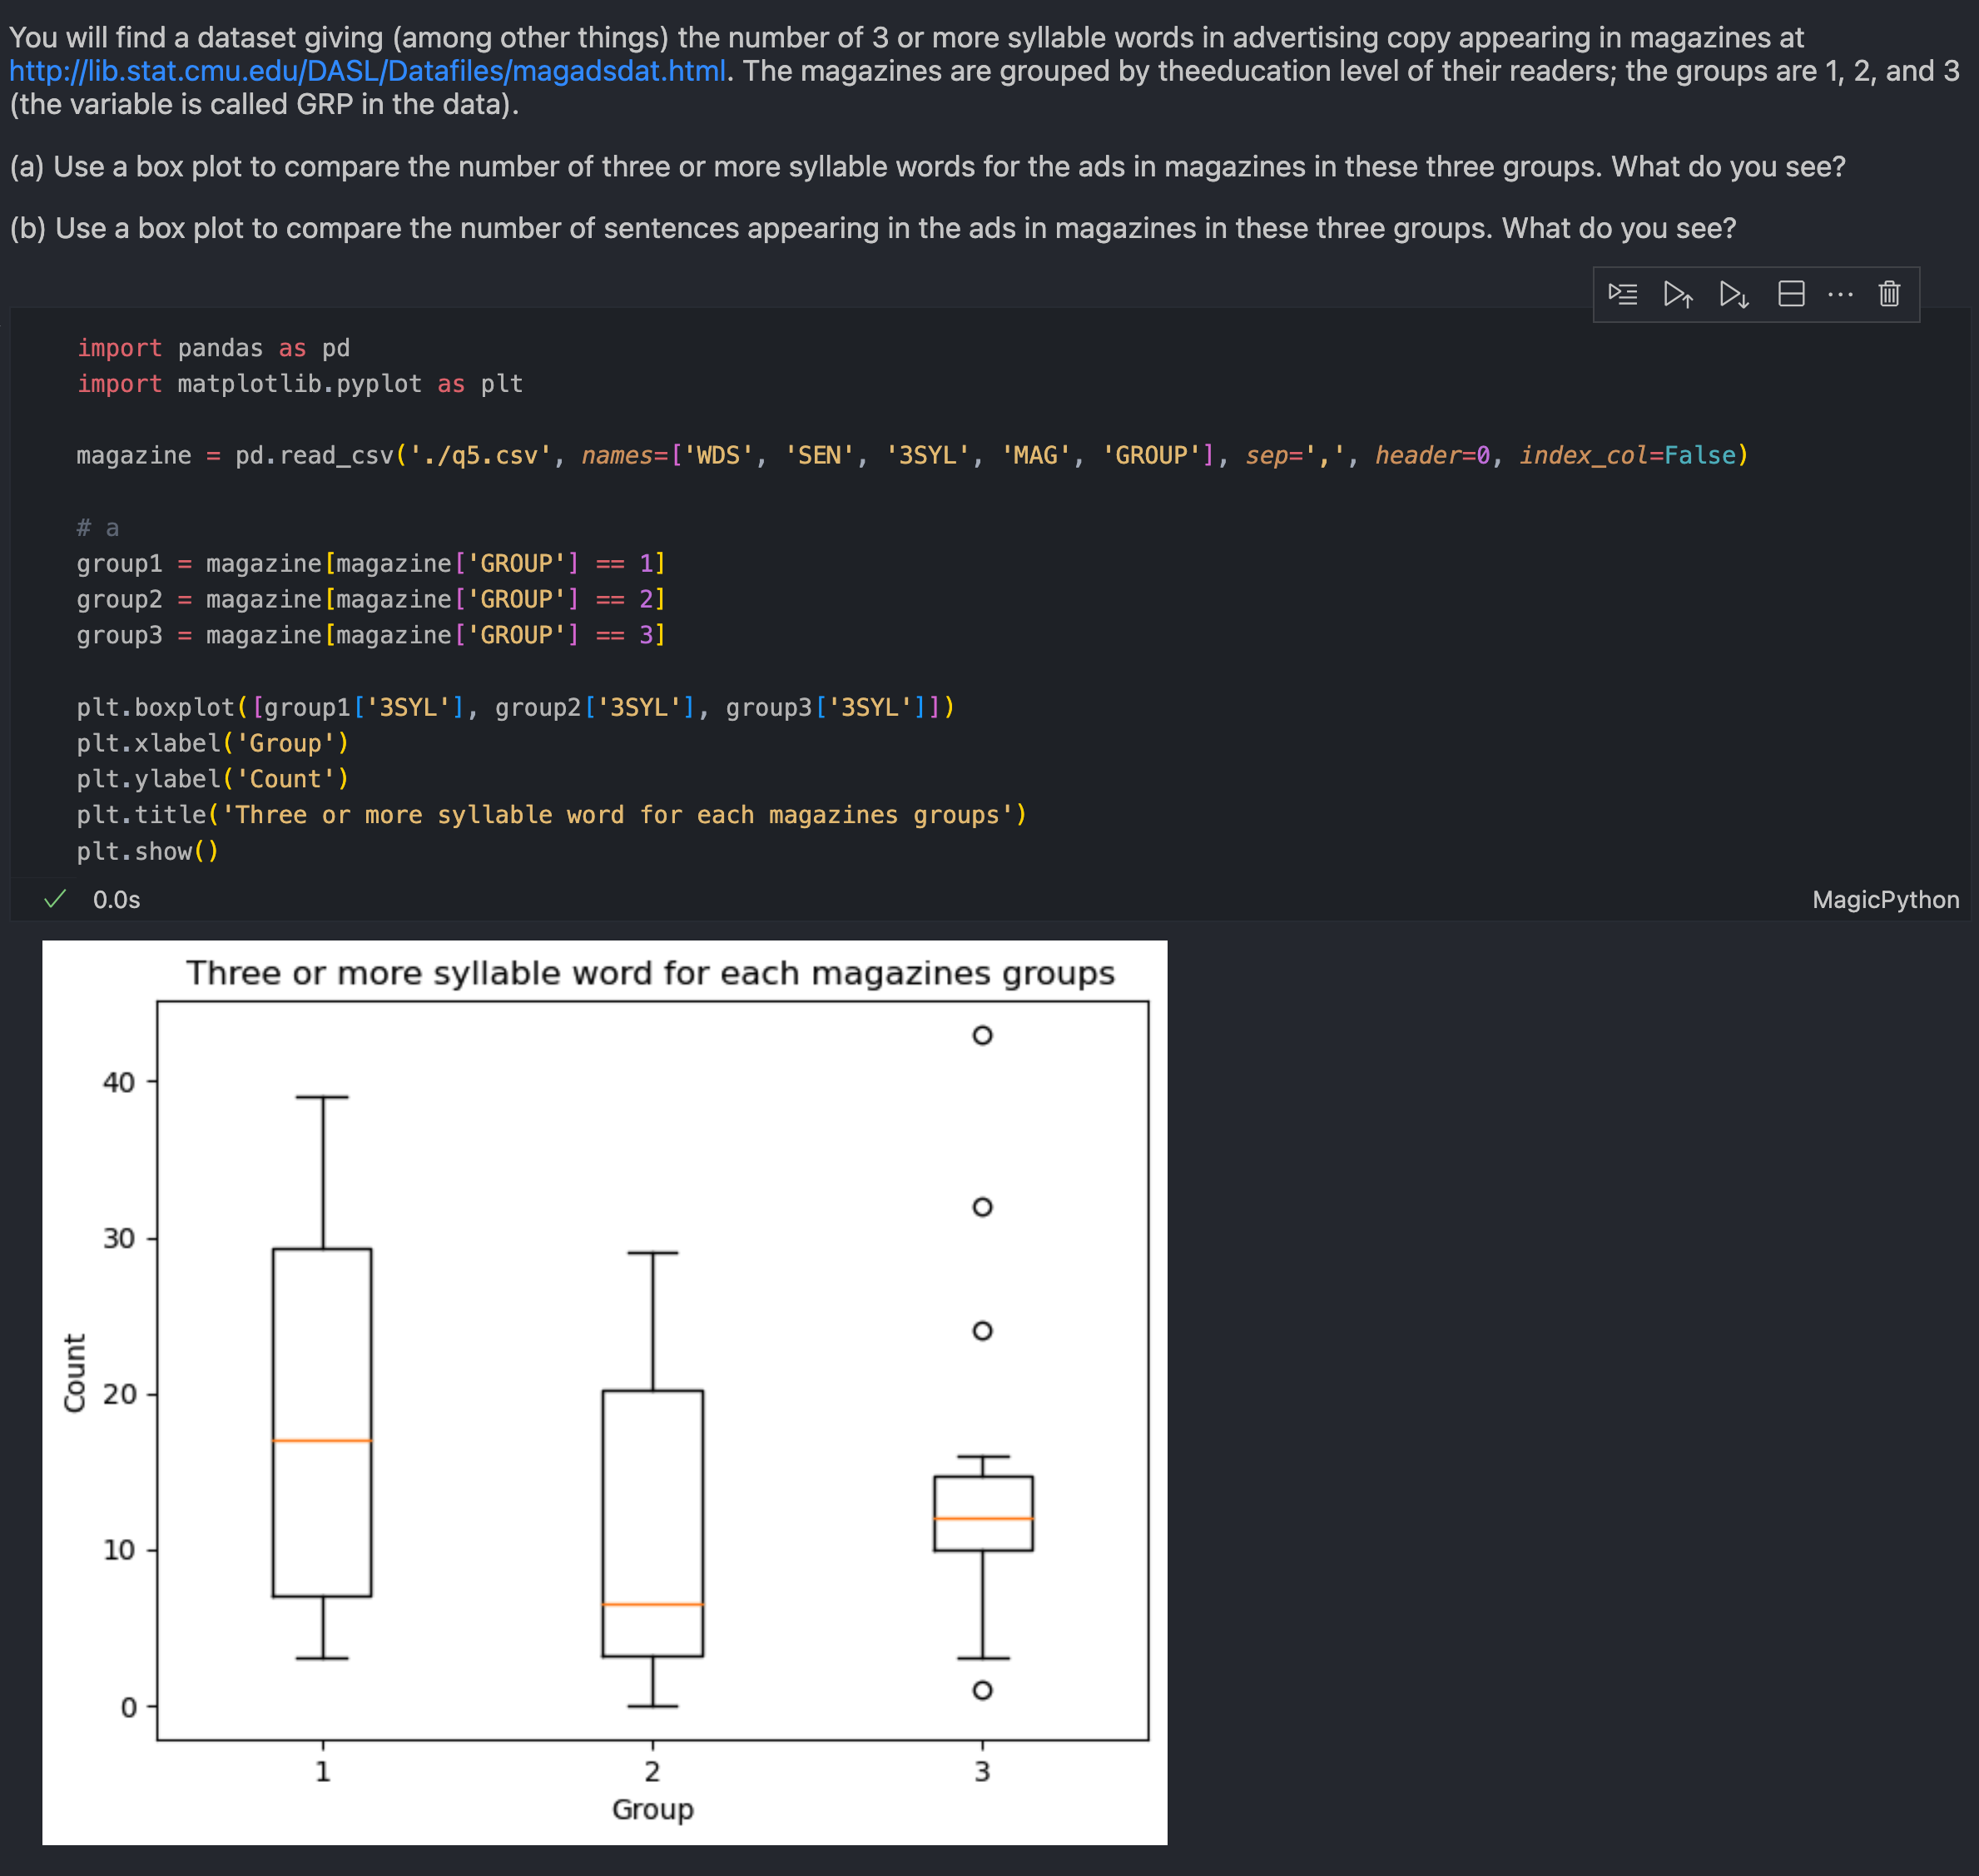 You will find a dataset giving (among other things) the number of 3 or more syllable words in advertising copy appearing in magazines at
http://lib.stat.cmu.edu/DASL/Datafiles/magadsdat.html. The magazines are grouped by theeducation level of their readers; the groups are 1, 2, and 3
(the variable is called GRP in the data).
(a) Use a box plot to compare the number of three or more syllable words for the ads in magazines in these three groups. What do you see?
(b) Use a box plot to compare the number of sentences appearing in the ads in magazines in these three groups. What do you see?
import pandas as pd
import matplotlib.pyplot as plt
magazine = pd.read_csv('./q5.csv', names=['WDS', 'SEN', '3SYL', 'MAG', 'GROUP'], sep=',', header=0, index_col=False)
# a
group1 = magazine[magazine['GROUP'] == 1]
group2 = magazine[magazine['GROUP'] == 2]
group3 = magazine[magazine['GROUP'] == 3]
plt.boxplot([group1['3SYL'], group2['3SYL'], group3['3SYL']])
plt.xlabel('Group')
plt.ylabel('Count')
plt.title('Three or more syllable word for each magazines groups')
plt.show()
0.0s
MagicPython
Three or more syllable word for each magazines groups
40
30
20
10
0
Count
1 2 3
Group